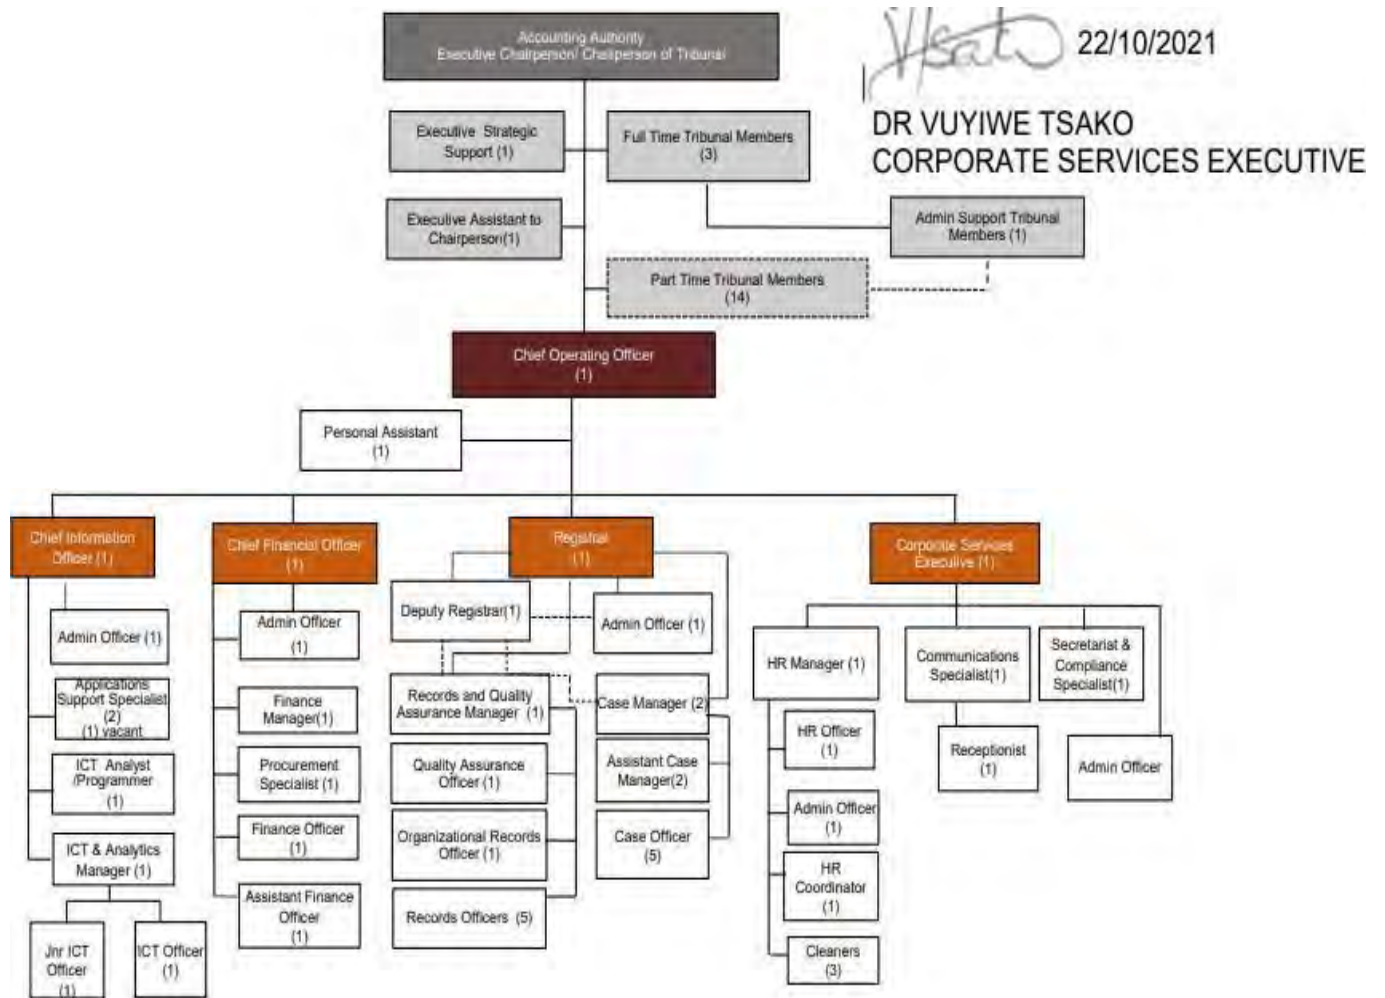 Accounting Authority
Executive Chairperson/ Chairperson of Tribunal
22/10/2021
DR VUYIWE TSAKO
CORPORATE SERVICES EXECUTIVE
Executive Strategic
Support (1)
Full Time Tribunal Members
(3)
Executive Assistant to
Chairperson(1)
Admin Support Tribunal
Members (1)
Part Time Tribunal Members
(14)
Chief Operating Officer
(1)
Personal Assistant
(1)
Chief Information
Officer (1)
Chief Financial Officer
(1)
Registrar
(1)
Corporate Services
Executive (1)
Admin Officer (1)
Applications
Support Specialist
(2)
(1) vacant
ICT Analyst
/Programmer
(1)
ICT & Analytics
Manager (1)
Jnr ICT
Officer
(1)
ICT Officer
(1)
Admin Officer
(1)
Finance
Manager(1)
Procurement
Specialist (1)
Finance Officer
(1)
Assistant Finance
Officer
(1)
Deputy Registrar(1)
Admin Officer (1)
Records and Quality
Assurance Manager (1)
Quality Assurance
Officer (1)
Organizational Records
Officer (1)
Records Officers (5)
Case Manager (2)
Assistant Case
Manager(2)
Case Officer
(5)
HR Manager (1)
HR Officer
(1)
Admin Officer
(1)
HR
Coordinator
(1)
Cleaners
(3)
Communications
Specialist(1)
Receptionist
(1)
Secretariat &
Compliance
Specialist(1)
Admin Officer